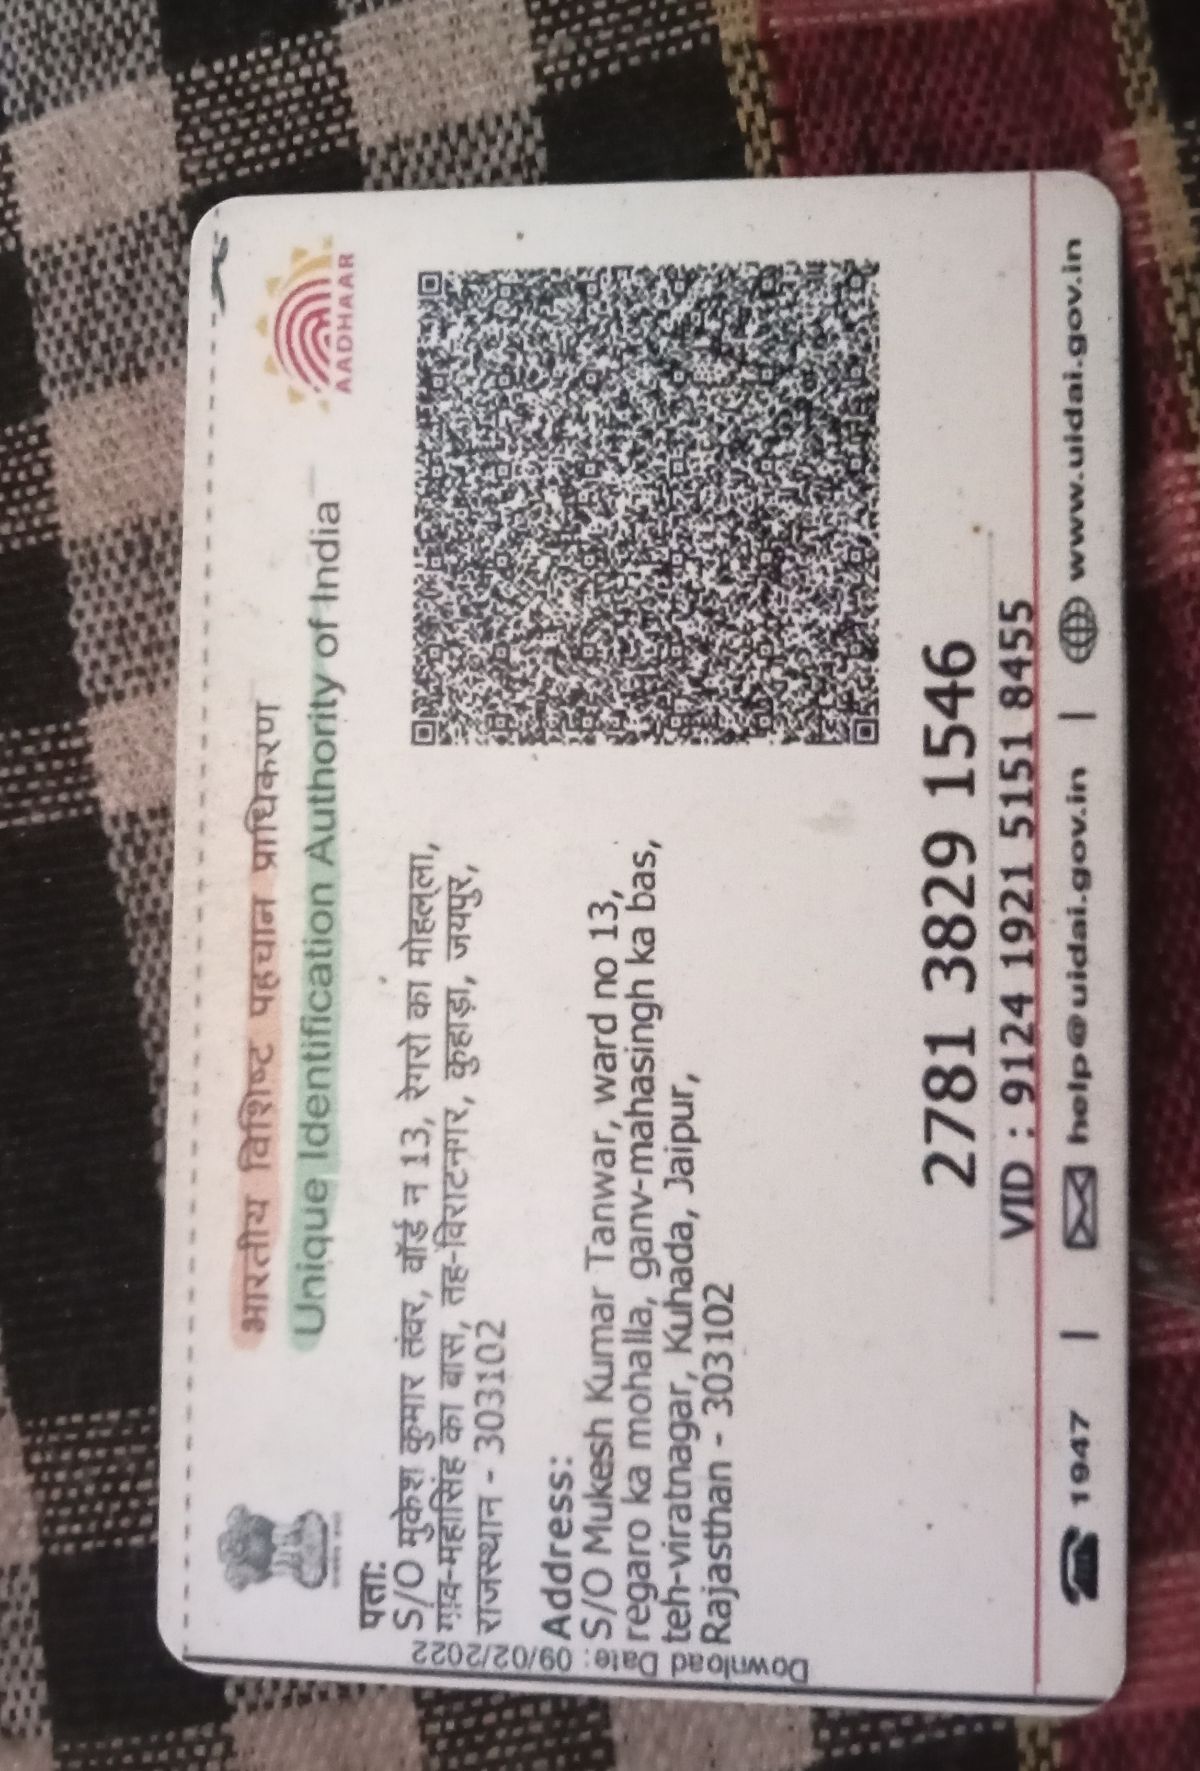 भारतीय विशिष्ट पहचान प्राधिकरण
Unique Identification Authority of India
AADHAAR
पता:
S/O मुकेश कुमार तंवर, वॉर्ड न 13, रेगरो का मोहल्ला,
गांव-महासिंह का बास, तह-विराटनगर, कुहाड़ा, जयपुर,
राजस्थान - 303102
Address:
S/O Mukesh Kumar Tanwar, ward no 13,
regaro ka mohalla, ganv-mahasingh ka bas,
teh-viratnagar, Kuhada, Jaipur,
Rajasthan - 303102
Download Date: 09/02/2022
2781 3829 1546
VID : 9124 1921 5151 8455
1947 | help@uidai.gov.in | www.uidai.gov.in